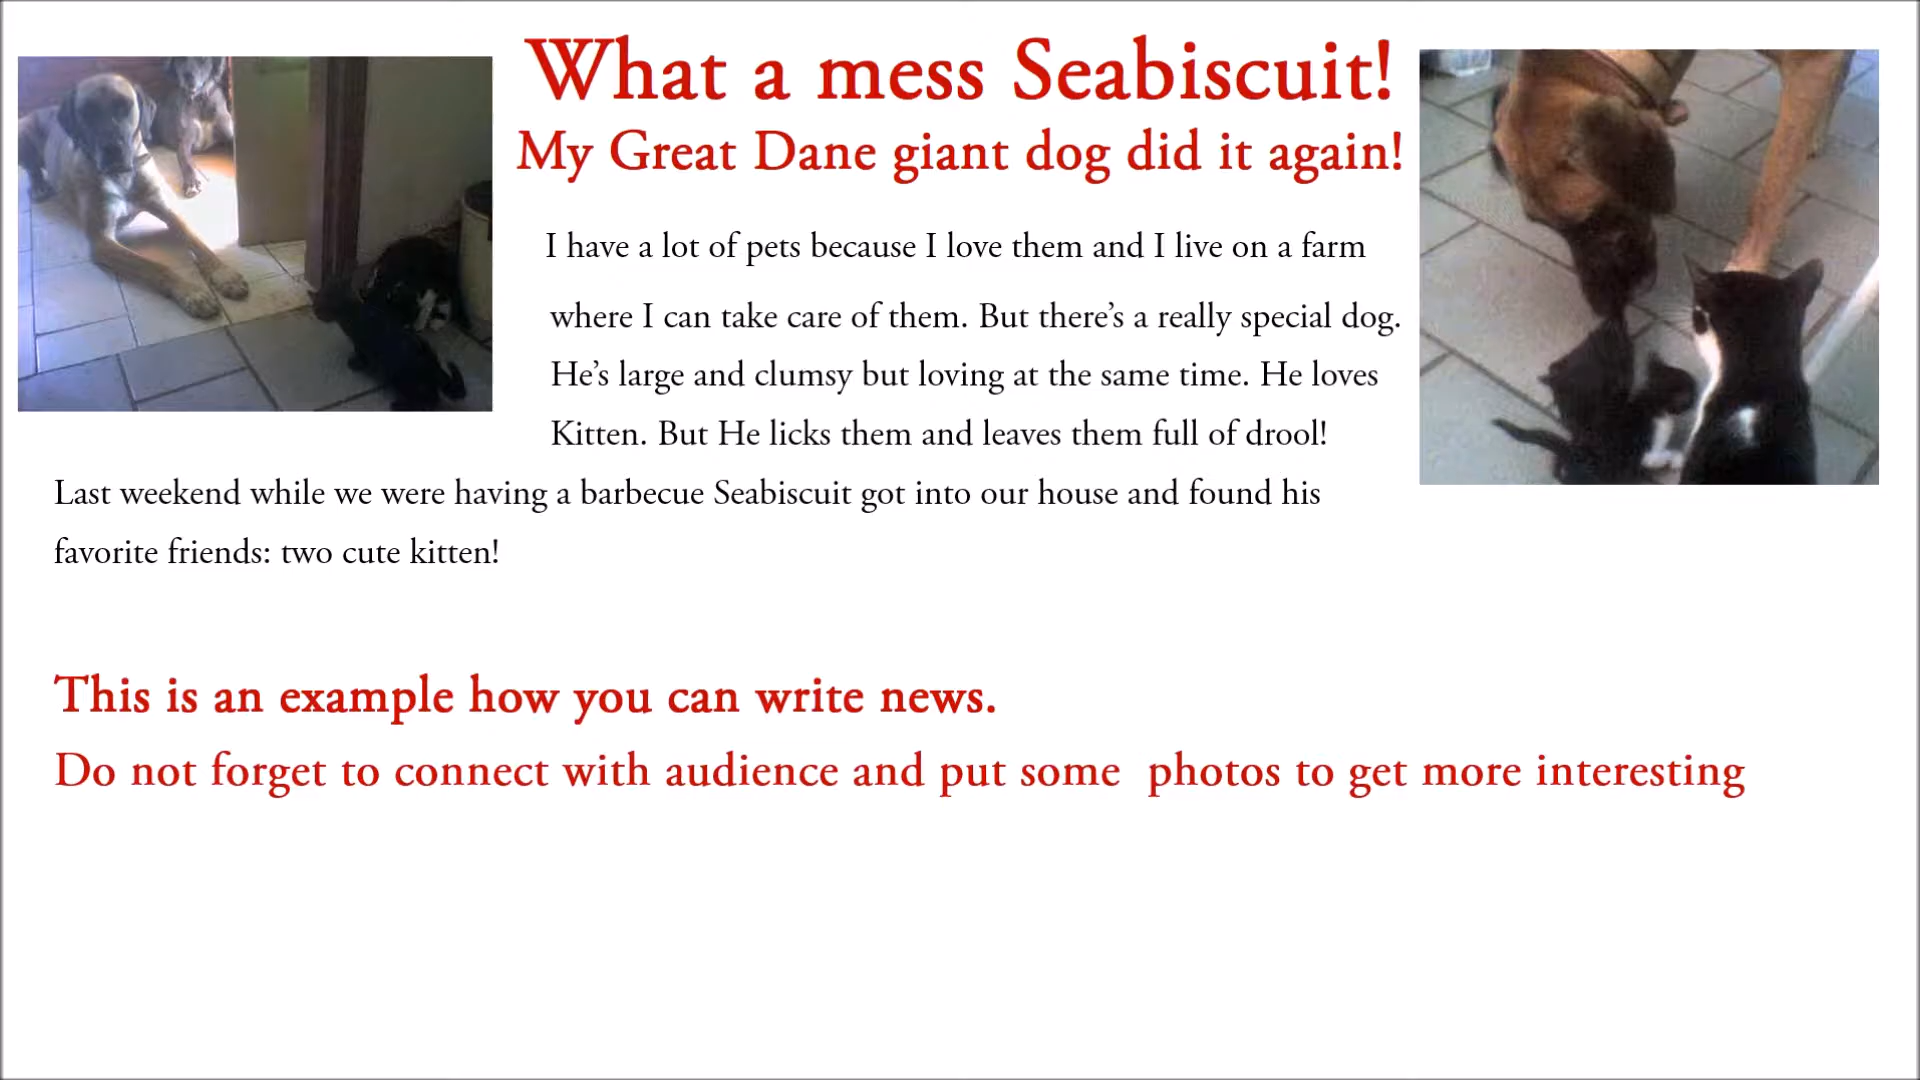 What a mess Seabiscuit!
My Great Dane giant dog did it again!
I have a lot of pets because I love them and I live on a farm
where I can take care of them. But there’s a really special dog.
He’s large and clumsy but loving at the same time. He loves
Kitten. But He licks them and leaves them full of drool!
Last weekend while we were having a barbecue Seabiscuit got into our house and found his
favorite friends: two cute kitten!
This is an example how you can write news.
Do not forget to connect with audience and put some photos to get more interesting